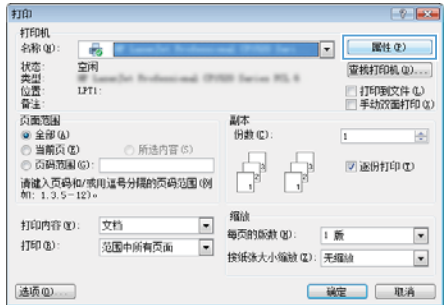 打印
打印机
名称(N):
属性(P)
状态: 空闲
类型:
查找打印机(D)...
位置: LPT1:
打印到文件(L)
备注:
手动双面打印(X)
页面范围
全部(A)
当前页(E) 所选内容(S)
页码范围(G):
请键入页码和/或用逗号分隔的页码范围(例
如: 1,3,5-12)。
副本
份数(C): 1
逐份打印(T)
打印内容(W): 文档
打印(R): 范围中所有页面
缩放
每页的版数(H): 1 版
按纸张大小缩放(Z): 无缩放
选项(O)...
确定
取消